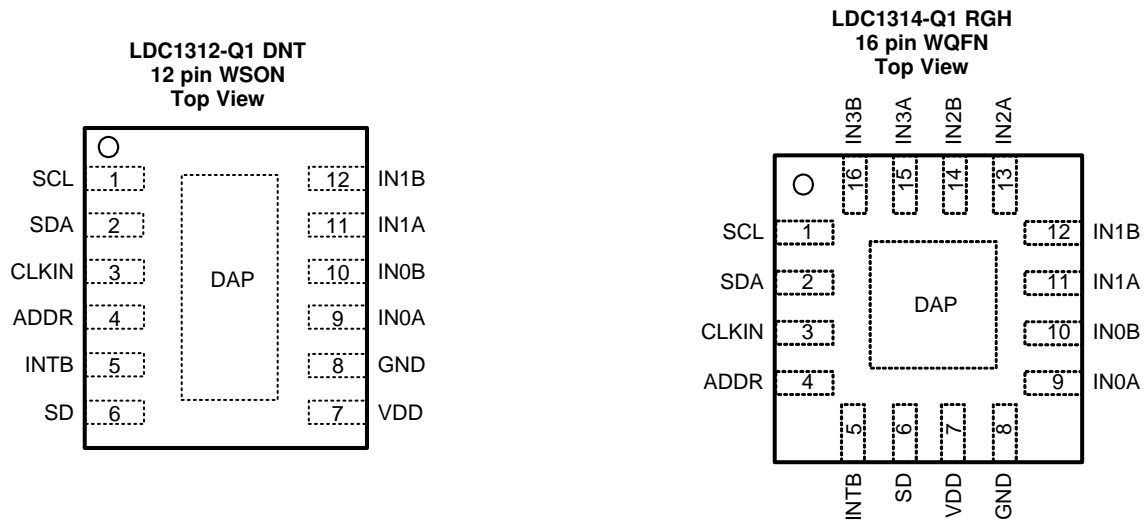 LDC1312-Q1 DNT
12 pin WSON
Top View
SCL 1 12 IN1B
SDA 2 11 IN1A
CLKIN 3 DAP 10 IN0B
ADDR 4 9 IN0A
INTB 5 8 GND
SD 6 7 VDD
LDC1314-Q1 RGH
16 pin WQFN
Top View
IN3B IN3A IN2B IN2A
16 15 14 13
SCL 1 12 IN1B
SDA 2 11 IN1A
DAP
CLKIN 3 10 IN0B
ADDR 4 9 IN0A
5 6 7 8
INTB SD VDD GND